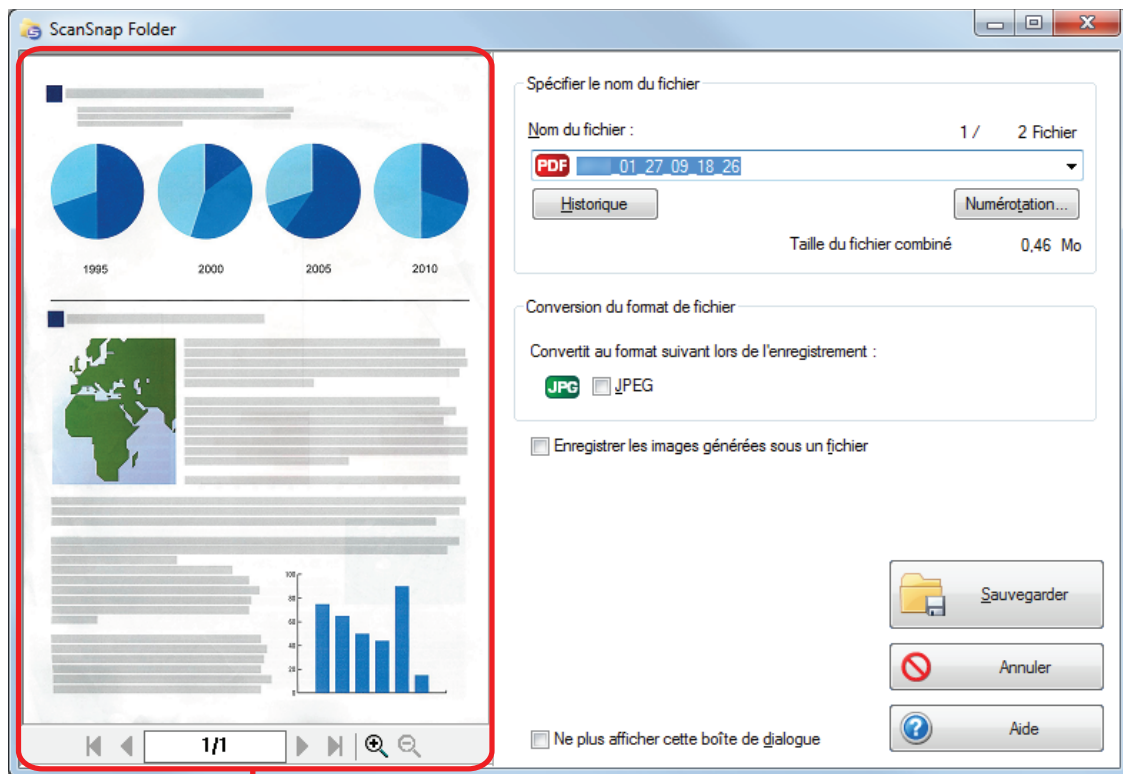 ScanSnap Folder
1995 2000 2005 2010
100
80
60
40
20
0
1/1
Spécifier le nom du fichier
Nom du fichier :
1 / 2 Fichier
PDF _01_27_09_18_26
Historique
Numérotation...
Taille du fichier combiné 0,46 Mo
Conversion du format de fichier
Convertit au format suivant lors de l'enregistrement :
JPG JPEG
Enregistrer les images générées sous un fichier
Sauvegarder
Annuler
Ne plus afficher cette boîte de dialogue
Aide